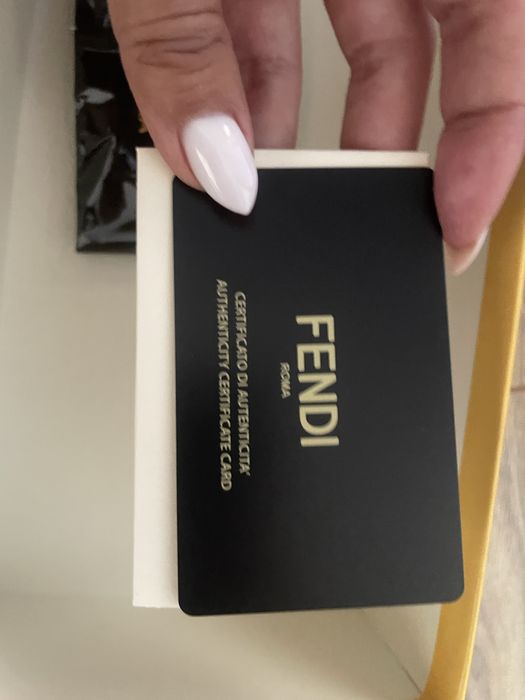 FENDI
ROMA
CERTIFICATO DI AUTENTICITA'
AUTHENTICITY CERTIFICATE CARD